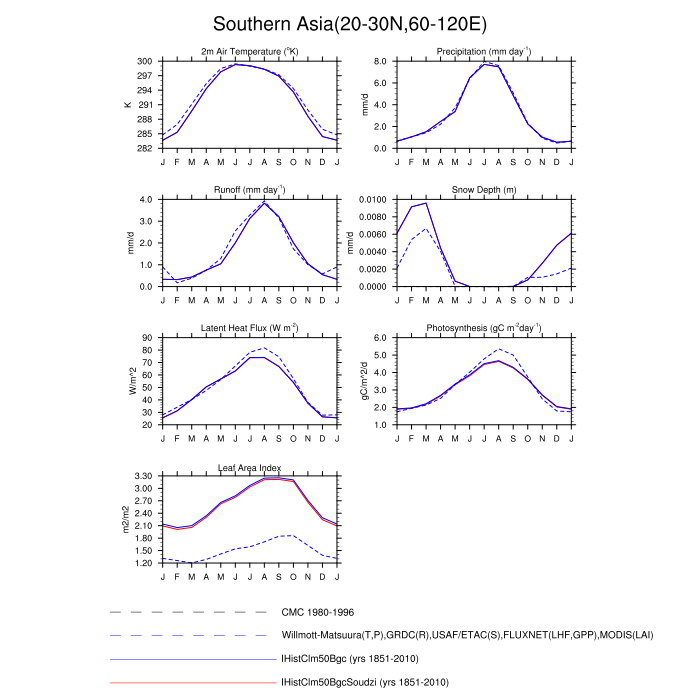 Southern Asia(20-30N,60-120E)
2m Air Temperature (°K)
K
300
297
294
291
288
285
282
J F M A M J J A S O N D J
Precipitation (mm day⁻¹)
mm/d
8.0
6.0
4.0
2.0
0.0
J F M A M J J A S O N D J
Runoff (mm day⁻¹)
mm/d
4.0
3.0
2.0
1.0
0.0
J F M A M J J A S O N D J
Snow Depth (m)
mm/d
0.0100
0.0080
0.0060
0.0040
0.0020
0.0000
J F M A M J J A S O N D J
Latent Heat Flux (W m⁻²)
W/m^2
90
80
70
60
50
40
30
20
J F M A M J J A S O N D J
Photosynthesis (gC m⁻²day⁻¹)
gC/m^2/d
6.0
5.0
4.0
3.0
2.0
1.0
J F M A M J J A S O N D J
Leaf Area Index
m2/m2
3.30
3.00
2.70
2.40
2.10
1.80
1.50
1.20
J F M A M J J A S O N D J
CMC 1980-1996
Willmott-Matsuura(T,P),GRDC(R),USAF/ETAC(S),FLUXNET(LHF,GPP),MODIS(LAI)
IHistClm50Bgc (yrs 1851-2010)
IHistClm50BgcSoudzi (yrs 1851-2010)